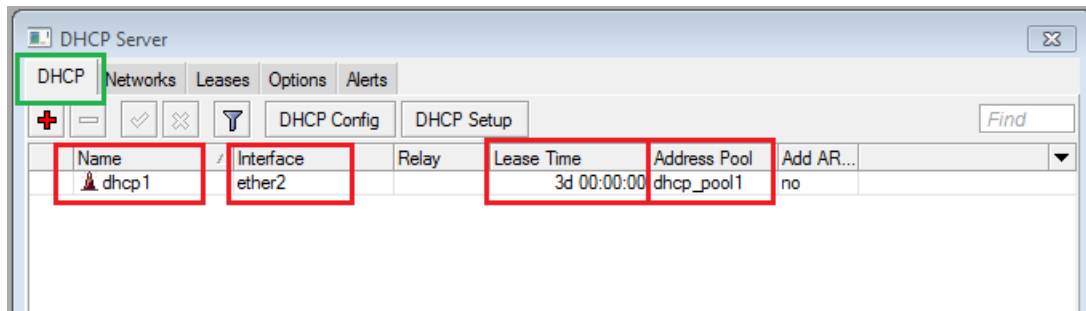 DHCP Server
DHCP Networks Leases Options Alerts
DHCP Config DHCP Setup Find
Name Interface Relay Lease Time Address Pool Add AR...
dhcp1 ether2 3d 00:00:00 dhcp_pool1 no